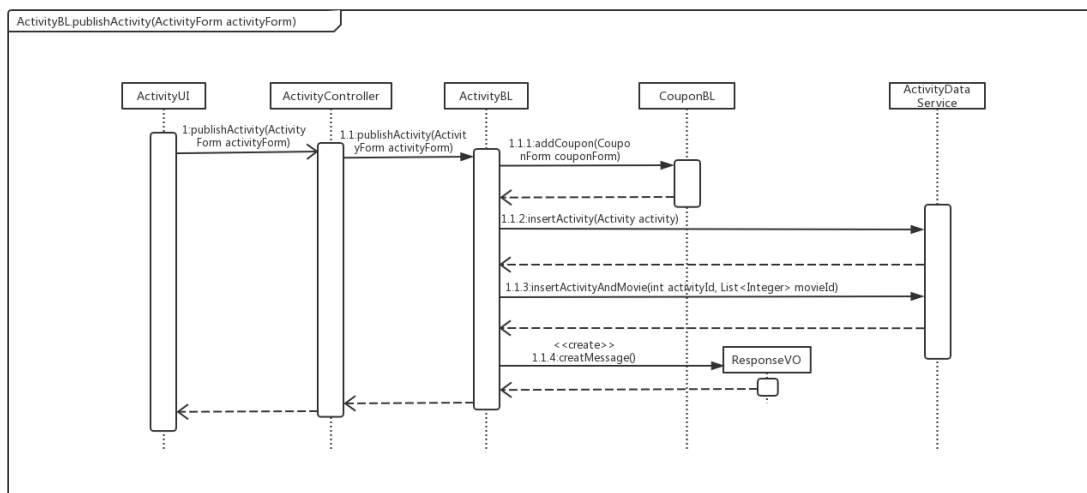 ActivityBL.publishActivity(ActivityForm activityForm)
ActivityUI
ActivityController
ActivityBL
CouponBL
ActivityData
Service
1:publishActivity(Activity
Form activityForm)
1.1:publishActivity(Activit
yForm activityForm)
1.1.1:addCoupon(Coupo
nForm couponForm)
1.1.2:insertActivity(Activity activity)
1.1.3:insertActivityAndMovie(int activityId, List<Integer> movieId)
<<create>>
1.1.4:creatMessage()
ResponseVO